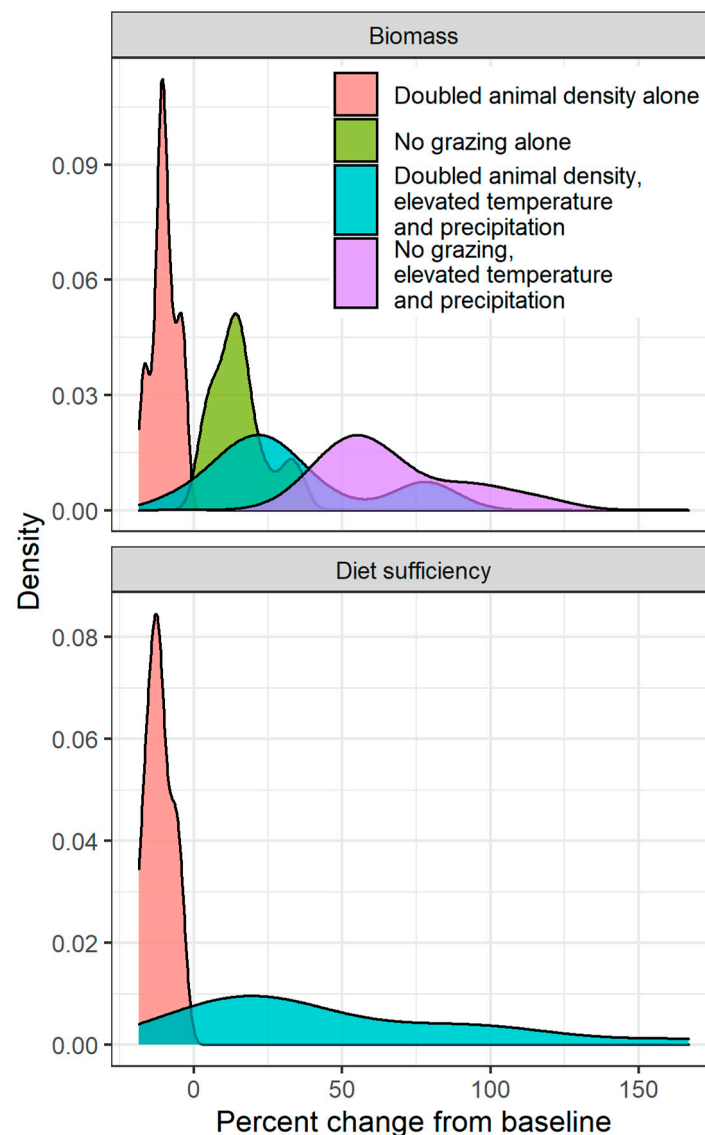 Biomass
Doubled animal density alone
No grazing alone
Doubled animal density,
elevated temperature
and precipitation
No grazing,
elevated temperature
and precipitation
0.09
0.06
0.03
0.00
Density
Diet sufficiency
0.08
0.06
0.04
0.02
0.00
0 50 100 150
Percent change from baseline